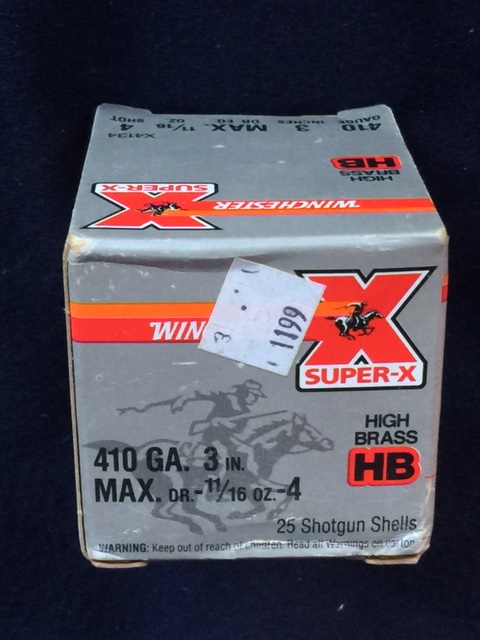 410 3 MAX. 11/16 4
GAUGE INCHES DR.EQ. OZ SHOT
X4134
HIGH
BRASS
HB
WINCHESTER
X
SUPER-X
WIN
3
1199
X
SUPER-X
HIGH
BRASS
HB
410 GA. 3 IN.
MAX. DR.-11/16 OZ.-4
25 Shotgun Shells
WARNING: Keep out of reach of children. Read all Warnings on carton.